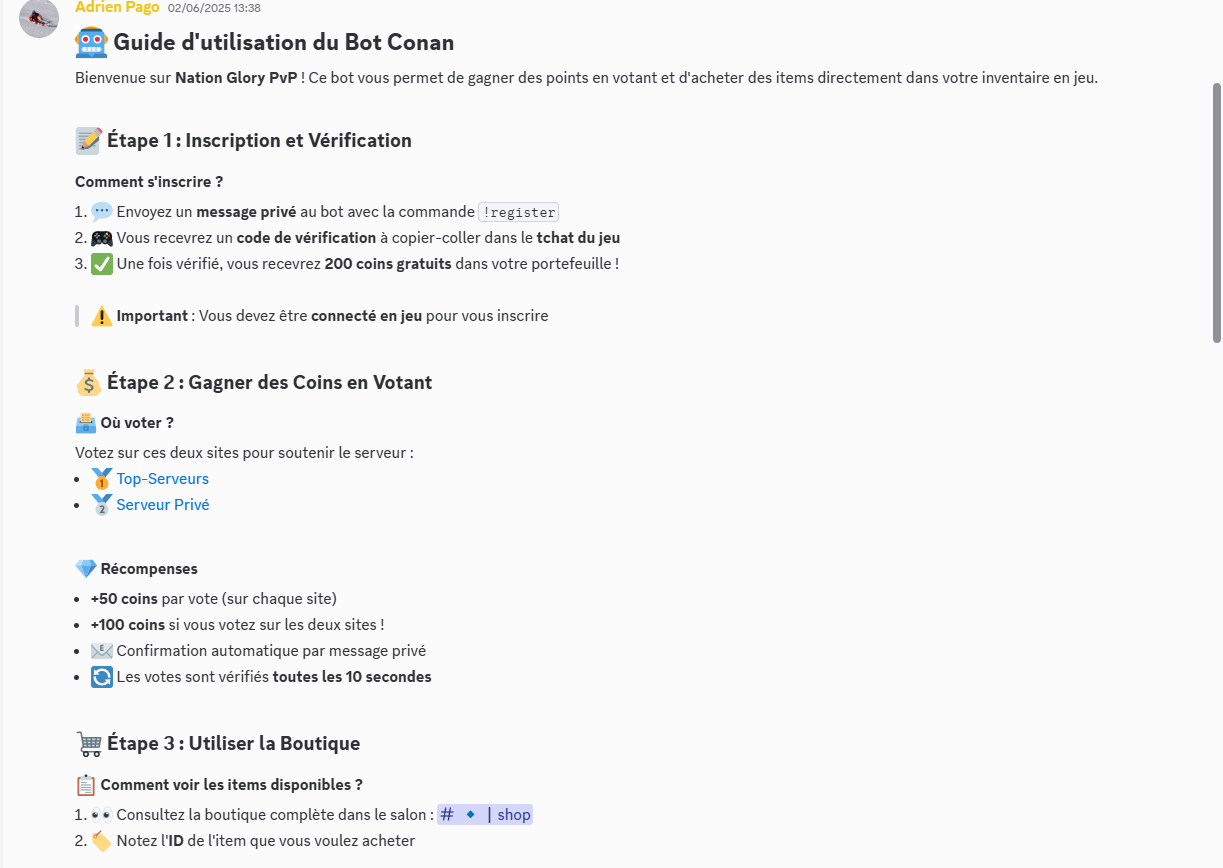 Adrien Pago 02/06/2025 13:38
Guide d'utilisation du Bot Conan
Bienvenue sur Nation Glory PvP ! Ce bot vous permet de gagner des points en votant et d'acheter des items directement dans votre inventaire en jeu.
Étape 1 : Inscription et Vérification
Comment s'inscrire ?
1. Envoyez un message privé au bot avec la commande !register
2. Vous recevrez un code de vérification à copier-coller dans le tchat du jeu
3. Une fois vérifié, vous recevrez 200 coins gratuits dans votre portefeuille !
Important : Vous devez être connecté en jeu pour vous inscrire
Étape 2 : Gagner des Coins en Votant
Où voter ?
Votez sur ces deux sites pour soutenir le serveur :
• Top-Serveurs
• Serveur Privé
Récompenses
• +50 coins par vote (sur chaque site)
• +100 coins si vous votez sur les deux sites !
• Confirmation automatique par message privé
• Les votes sont vérifiés toutes les 10 secondes
Étape 3 : Utiliser la Boutique
Comment voir les items disponibles ?
1. Consultez la boutique complète dans le salon : # 🔹 | shop
2. Notez l'ID de l'item que vous voulez acheter